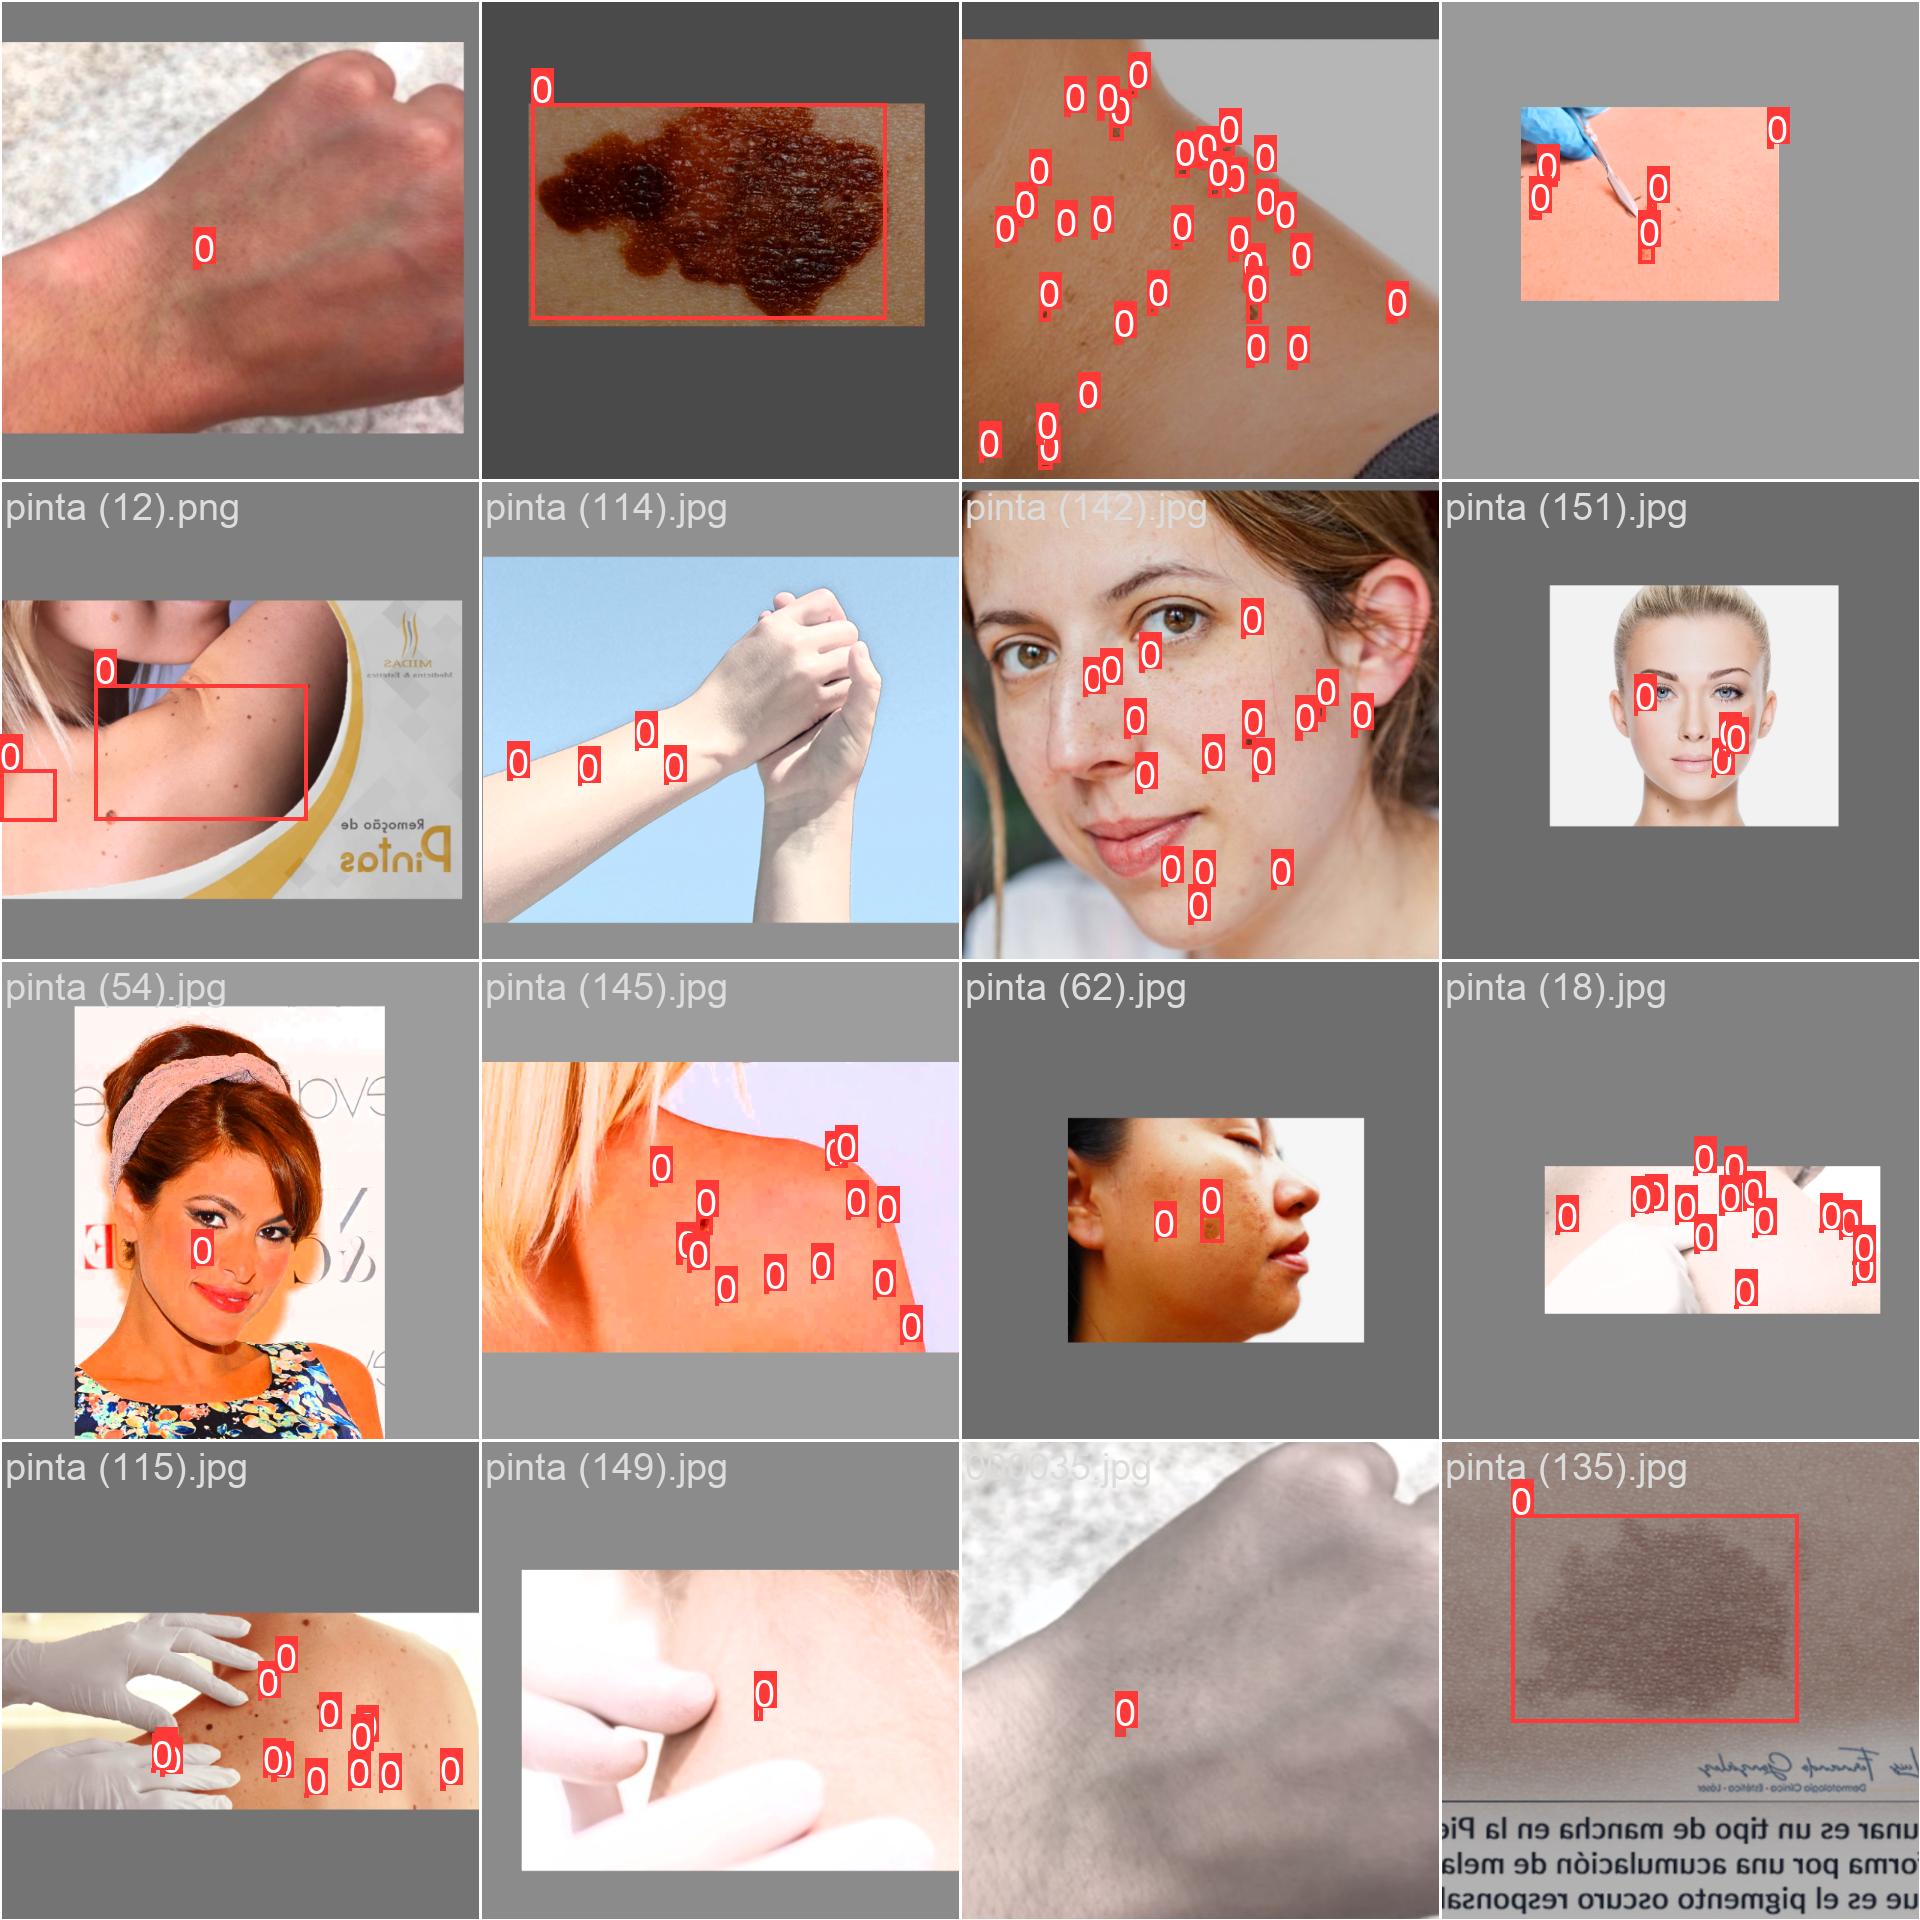 0
0
0 0 0 0 0 0 0 0 0 0 0 0 0 0 0 0 0 0 0 0 0 0 0 0 0 0 0 0 0 0 0 0
0 0 0 0 0
pinta (12).png
0
0
MIDAS
Medicina & Estética
Remoção de
Pintas
pinta (114).jpg
0 0 0 0
pinta (142).jpg
0 0 0 0 0 0 0 0 0 0 0 0 0 0 0 0
pinta (151).jpg
0 0 0 0
pinta (54).jpg
0
pinta (145).jpg
0 0 0 0 0 0 0 0 0 0 0 0 0
pinta (62).jpg
0 0
pinta (18).jpg
0 0 0 0 0 0 0 0 0 0 0 0 0 0 0
pinta (115).jpg
0 0 0 0 0 0 0 0 0 0 0 0
pinta (149).jpg
0
000035.jpg
0
pinta (135).jpg
0
Fernando González
Dermatología Clínica - Estética - Láser
unar es un tipo de mancha en la Pie
forma por una acumulación de mela
ue es el pigmento oscuro responsa